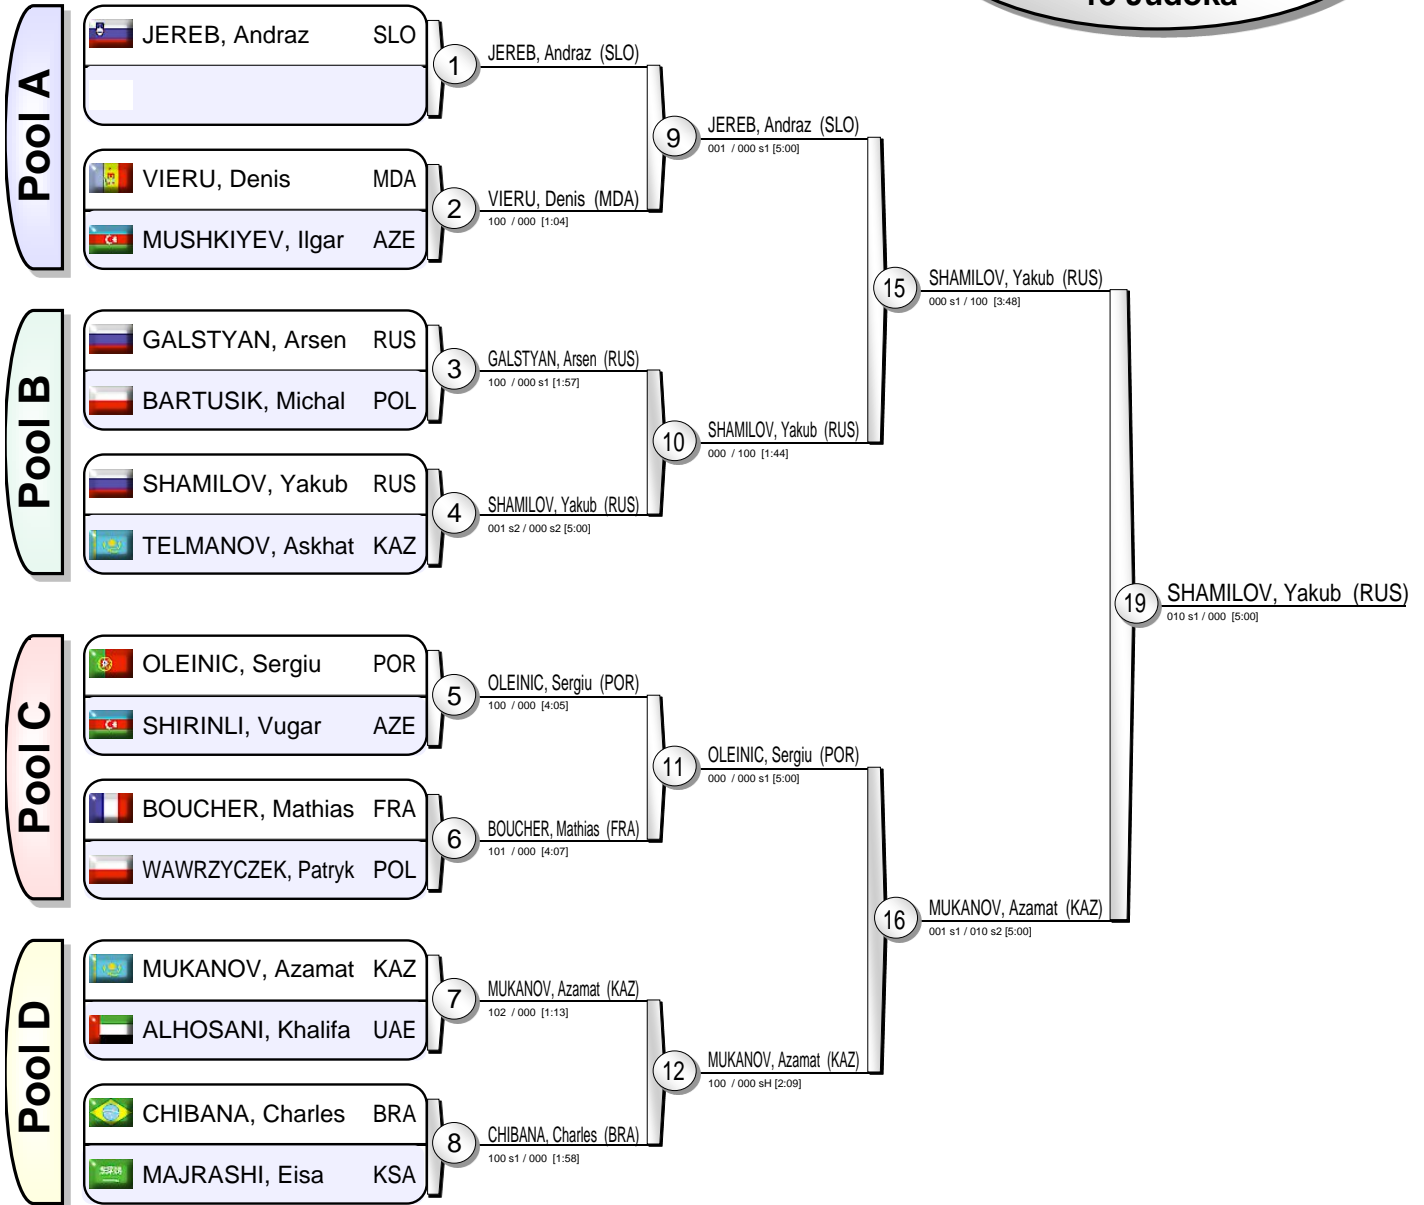 15 Judoka
Pool A
JEREB, Andraz SLO
VIERU, Denis MDA
MUSHKIYEV, Ilgar AZE
Pool B
GALSTYAN, Arsen RUS
BARTUSIK, Michal POL
SHAMILOV, Yakub RUS
TELMANOV, Askhat KAZ
Pool C
OLEINIC, Sergiu POR
SHIRINLI, Vugar AZE
BOUCHER, Mathias FRA
WAWRZYCZEK, Patryk POL
Pool D
MUKANOV, Azamat KAZ
ALHOSANI, Khalifa UAE
CHIBANA, Charles BRA
MAJRASHI, Eisa KSA
1
JEREB, Andraz (SLO)
2
VIERU, Denis (MDA)
100 / 000 [1:04]
3
GALSTYAN, Arsen (RUS)
100 / 000 s1 [1:57]
4
SHAMILOV, Yakub (RUS)
001 s2 / 000 s2 [5:00]
5
OLEINIC, Sergiu (POR)
100 / 000 [4:05]
6
BOUCHER, Mathias (FRA)
101 / 000 [4:07]
7
MUKANOV, Azamat (KAZ)
102 / 000 [1:13]
8
CHIBANA, Charles (BRA)
100 s1 / 000 [1:58]
9
JEREB, Andraz (SLO)
001 / 000 s1 [5:00]
10
SHAMILOV, Yakub (RUS)
000 / 100 [1:44]
11
OLEINIC, Sergiu (POR)
000 / 000 s1 [5:00]
12
MUKANOV, Azamat (KAZ)
100 / 000 sH [2:09]
15
SHAMILOV, Yakub (RUS)
000 s1 / 100 [3:48]
16
MUKANOV, Azamat (KAZ)
001 s1 / 010 s2 [5:00]
19
SHAMILOV, Yakub (RUS)
010 s1 / 000 [5:00]